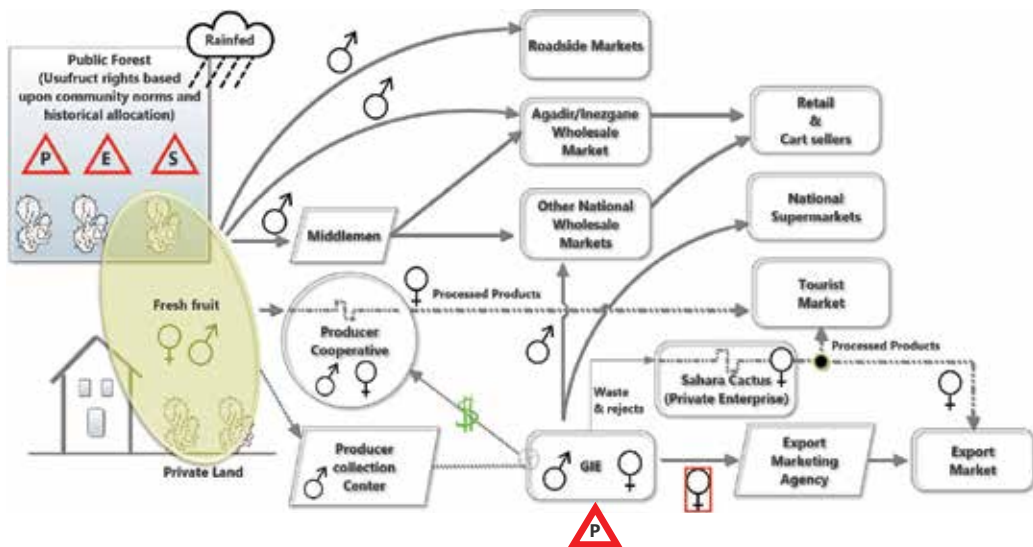 Rainfed
Public Forest
(Usufruct rights based
upon community norms and
historical allocation)
P
E
S
Roadside Markets
Agadir/Inezgane
Wholesale
Market
Retail
&
Cart sellers
Middlemen
Other National
Wholesale
Markets
National
Supermarkets
Fresh fruit
Processed Products
Tourist
Market
Producer
Cooperative
Processed Products
Sahara Cactus
(Private Enterprise)
Waste
& rejects
$
Private Land
Producer
collection
Center
GIE
Export
Marketing
Agency
Export
Market
P